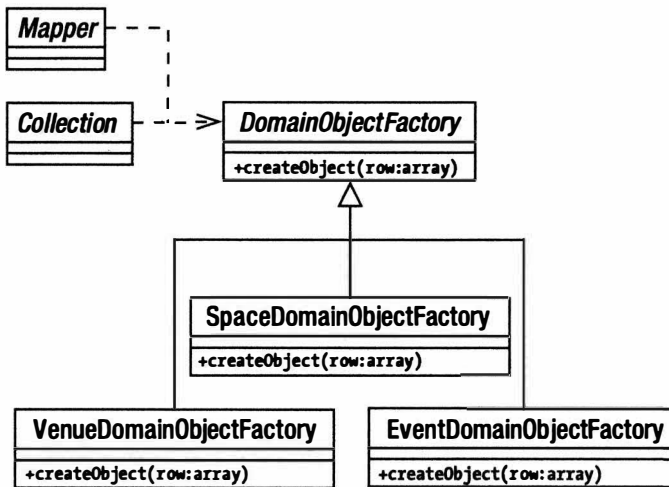 Mapper
Collection
DomainObjectFactory
+createObject(row:array)
SpaceDomainObjectFactory
+createObject(row:array)
VenueDomainObjectFactory
+createObject(row:array)
EventDomainObjectFactory
+createObject(row:array)